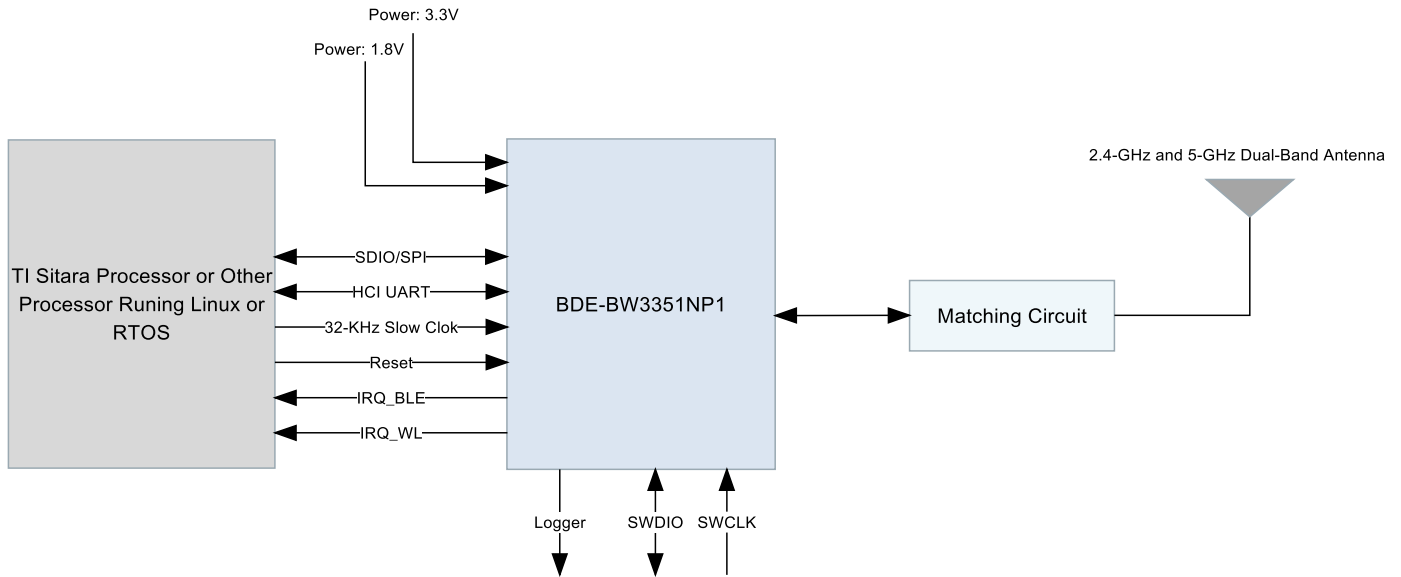 Power: 3.3V
Power: 1.8V
2.4-GHz and 5-GHz Dual-Band Antenna
TI Sitara Processor or Other
Processor Runing Linux or
RTOS
SDIO/SPI
HCI UART
32-KHz Slow Clok
Reset
IRQ_BLE
IRQ_WL
BDE-BW3351NP1
Matching Circuit
Logger
SWDIO
SWCLK